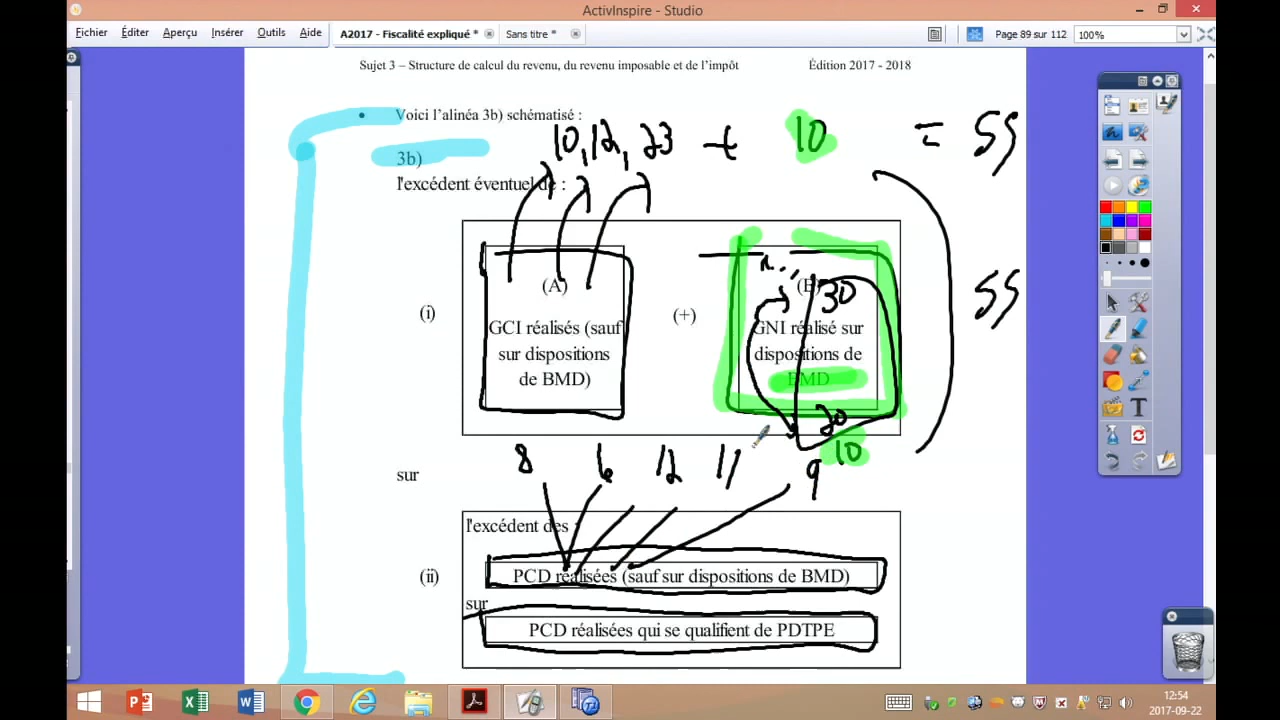 ActivInspire - Studio
Fichier Éditer Aperçu Insérer Outils Aide A2017 - Fiscalité expliqué * Sans titre * Page 89 sur 112 100%
Sujet 3 – Structure de calcul du revenu, du revenu imposable et de l'impôt Édition 2017 - 2018
• Voici l'alinéa 3b) schématisé :
10, 12, 23 + 10 = 55
3b)
l'excédent éventuel de :
(A)
30
55
(i)
GCI réalisés (sauf
sur dispositions
de BMD)
(+)
GNI réalisé sur
dispositions de
BMD
20
10
8 6 12 11 9
sur
l'excédent des :
(ii)
PCD réalisées (sauf sur dispositions de BMD)
sur
PCD réalisées qui se qualifient de PDTPE
12:54
2017-09-22